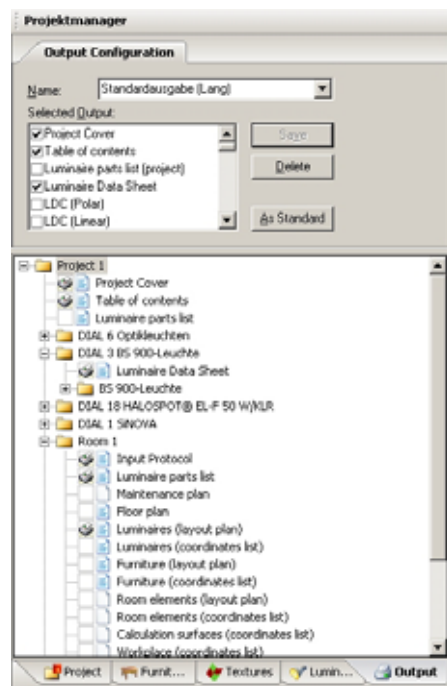 Projektmanager
Output Configuration
Name: Standardausgabe (Lang)
Selected Output:
Project Cover
Table of contents
Luminaire parts list (project)
Luminaire Data Sheet
LDC (Polar)
LDC (Linear)
Save
Delete
As Standard
Project 1
Project Cover
Table of contents
Luminaire parts list
DIAL 6 Optikleuchten
DIAL 3 BS 900-Leuchte
Luminaire Data Sheet
BS 900-Leuchte
DIAL 18 HALOSPOT® EL-F 50 W/KLR
DIAL 1 SINOVA
Room 1
Input Protocol
Luminaire parts list
Maintenance plan
Floor plan
Luminaires (layout plan)
Luminaires (coordinates list)
Furniture (layout plan)
Furniture (coordinates list)
Room elements (layout plan)
Room elements (coordinates list)
Calculation surfaces (coordinates list)
Workplace (coordinates list)
Project Furnit... Textures Lumin... Output